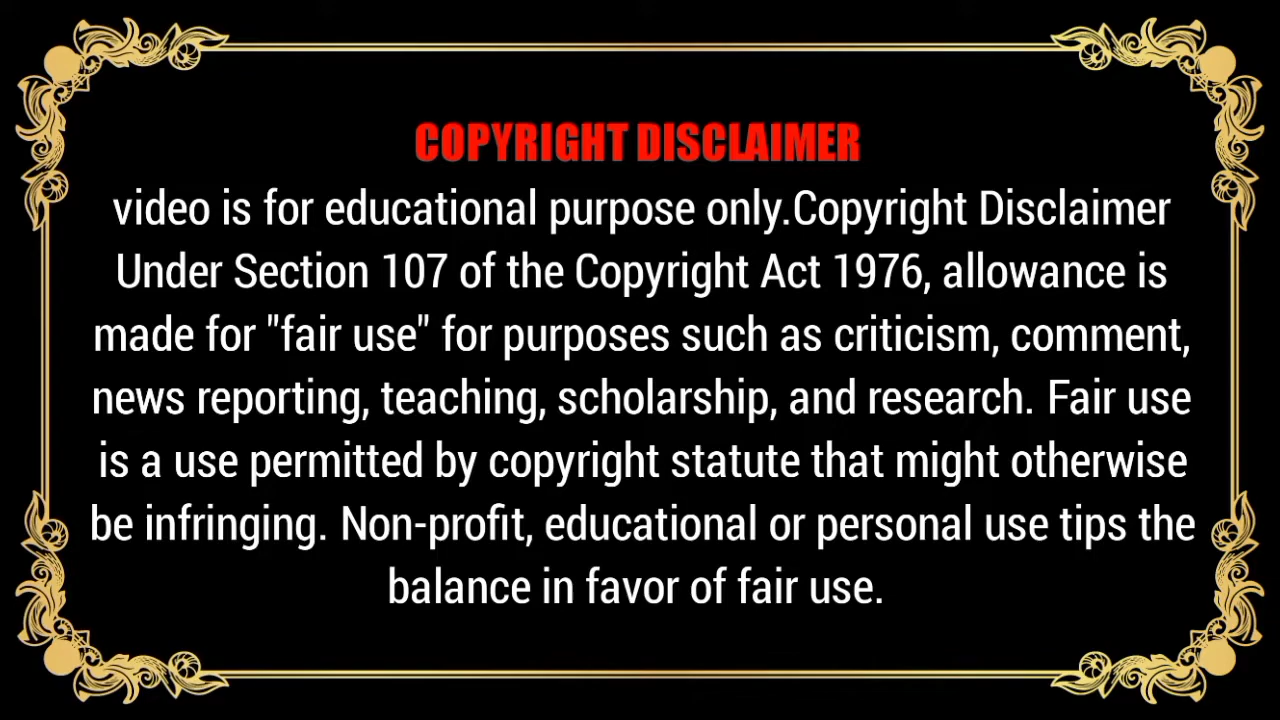 COPYRIGHT DISCLAIMER
video is for educational purpose only.Copyright Disclaimer
Under Section 107 of the Copyright Act 1976, allowance is
made for "fair use" for purposes such as criticism, comment,
news reporting, teaching, scholarship, and research. Fair use
is a use permitted by copyright statute that might otherwise
be infringing. Non-profit, educational or personal use tips the
balance in favor of fair use.